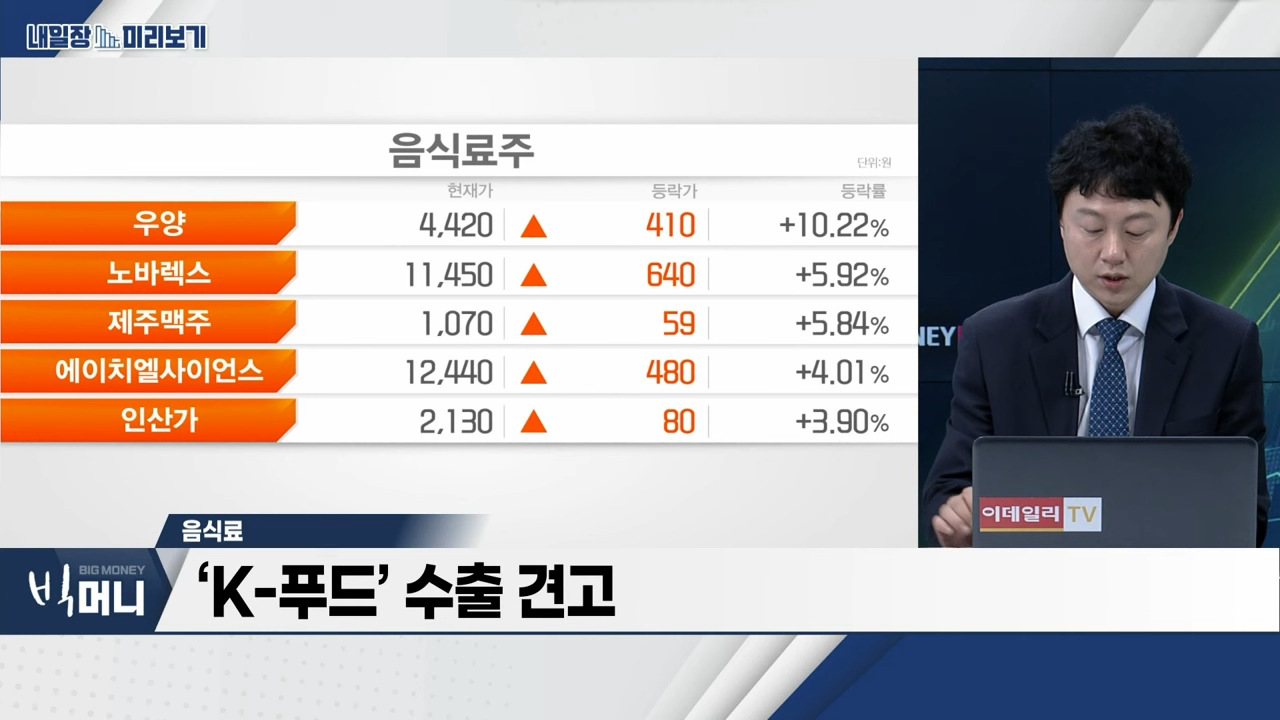 내일장 미리보기
음식료주
단위:원
현재가 등락가 등락률
우양 4,420 ▲ 410 +10.22%
노바렉스 11,450 ▲ 640 +5.92%
제주맥주 1,070 ▲ 59 +5.84%
에이치엘사이언스 12,440 ▲ 480 +4.01%
인산가 2,130 ▲ 80 +3.90%
NEY
이데일리TV
음식료
BIG MONEY
빅머니
‘K-푸드’ 수출 견고